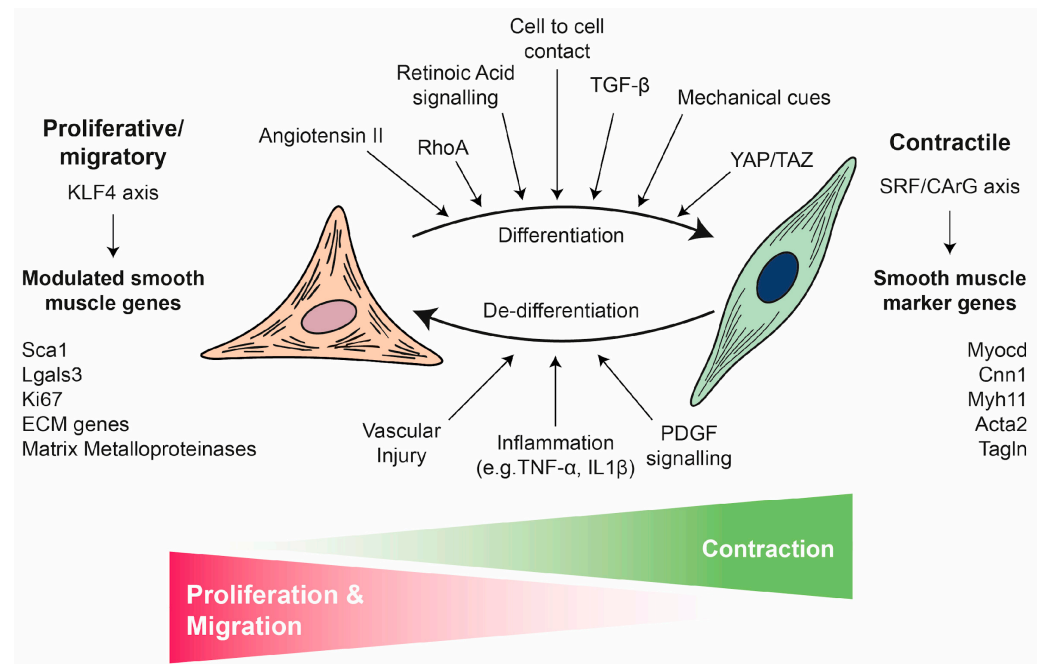 Cell to cell
contact
Retinoic Acid
signalling
TGF-β
Mechanical cues
Angiotensin II
RhoA
YAP/TAZ
Proliferative/
migratory
KLF4 axis
Modulated smooth
muscle genes
Sca1
Lgals3
Ki67
ECM genes
Matrix Metalloproteinases
Differentiation
De-differentiation
Contractile
SRF/CArG axis
Smooth muscle
marker genes
Myocd
Cnn1
Myh11
Acta2
Tagln
Vascular
Injury
Inflammation
(e.g.TNF-α, IL1β)
PDGF
signalling
Contraction
Proliferation &
Migration